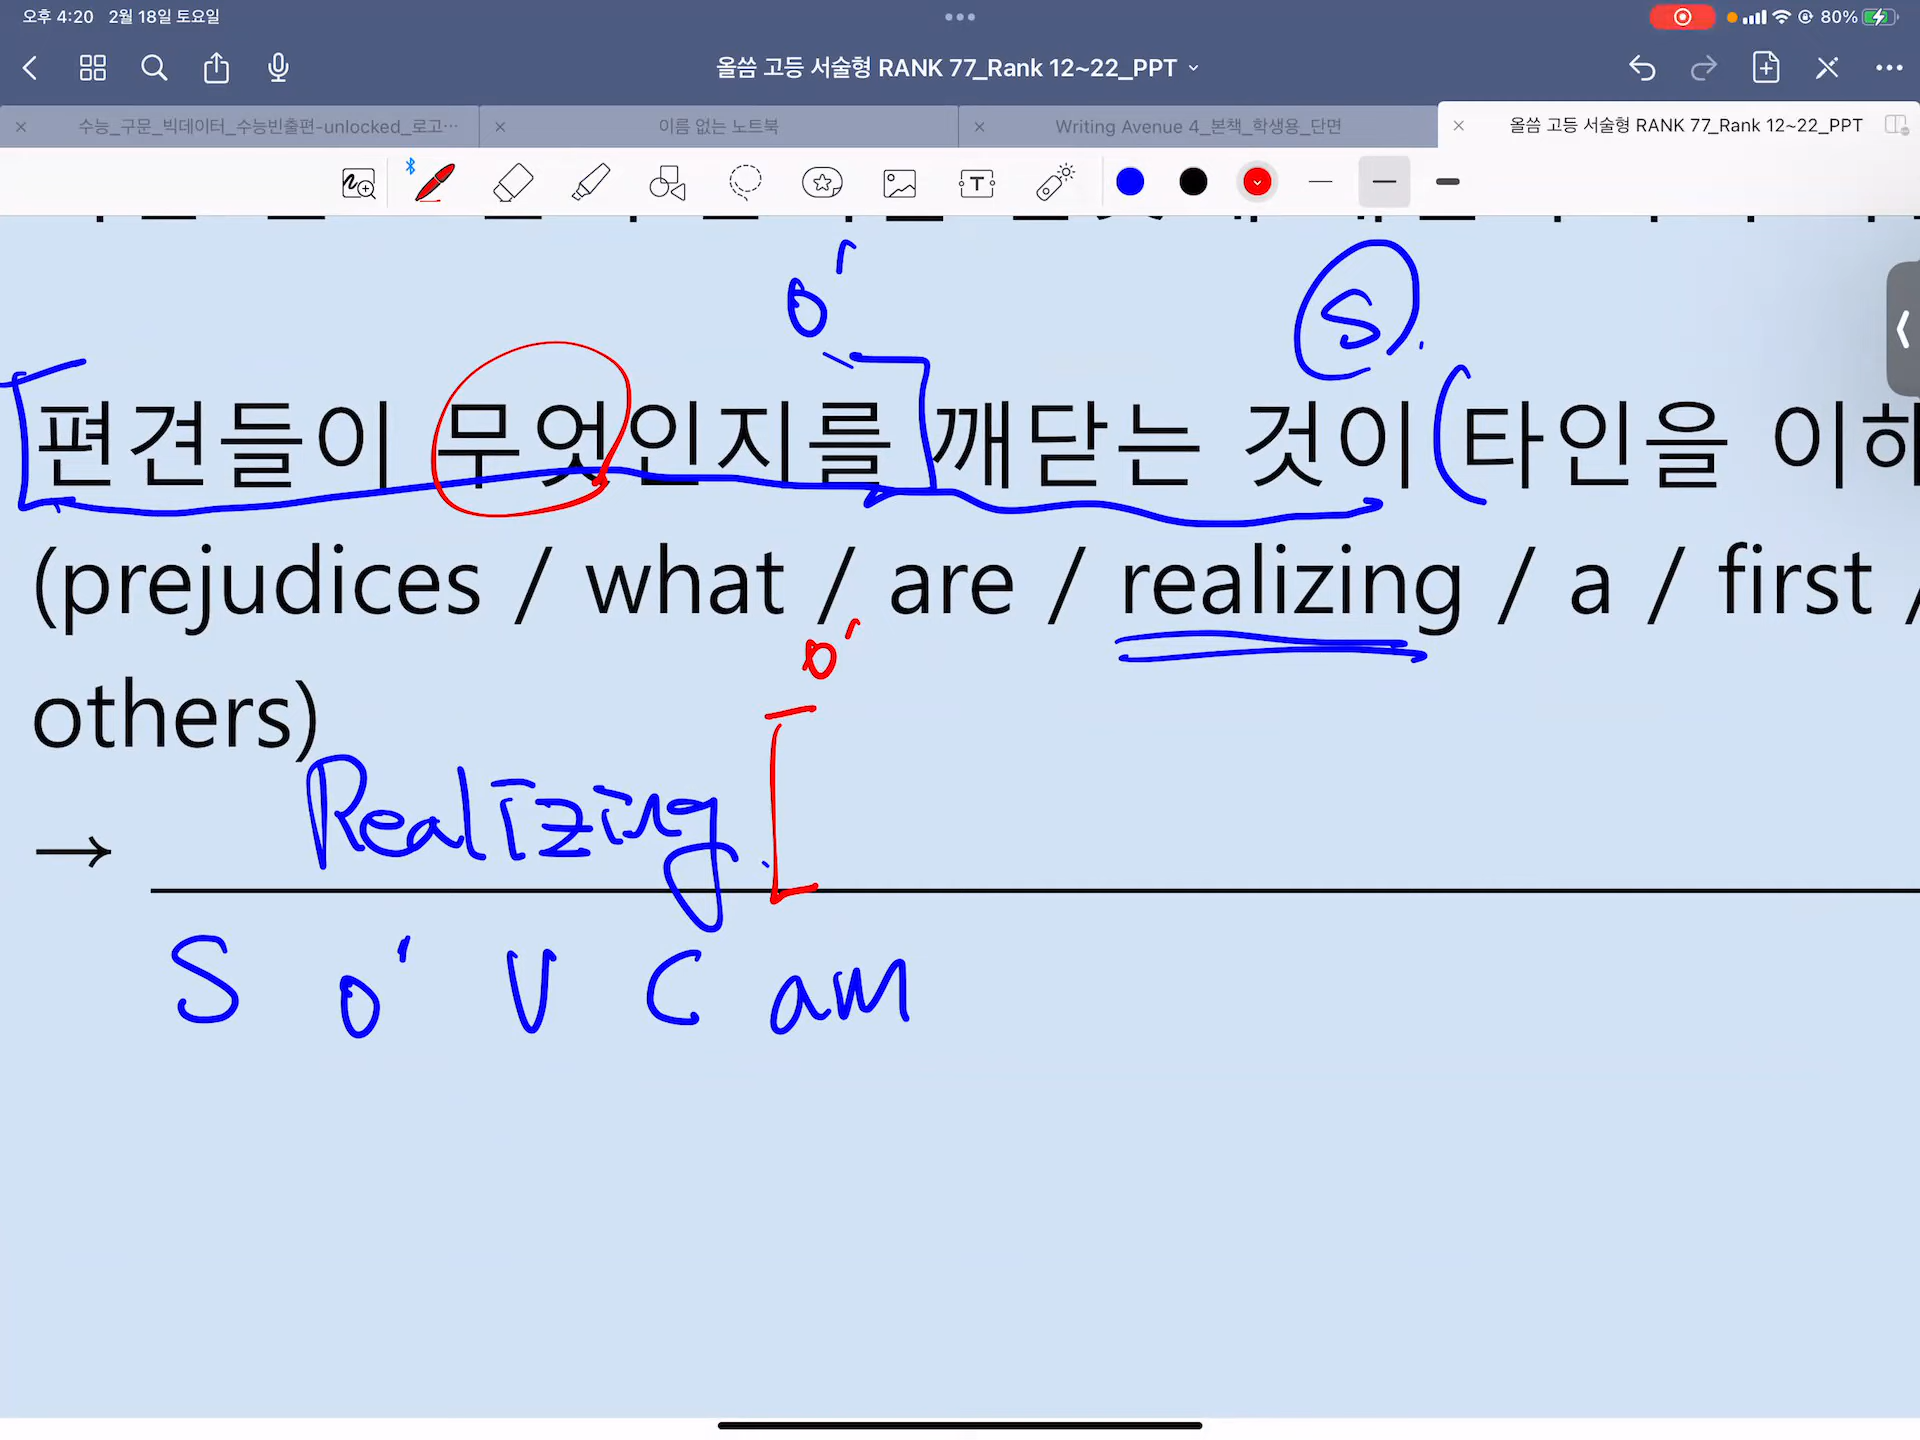 오후 4:20 2월 18일 토요일 80%
올씀 고등 서술형 RANK 77_Rank 12~22_PPT
수능_구문_빅데이터_수능빈출편-unlocked_로고… 이름 없는 노트북 Writing Avenue 4_본책_학생용_단면 올씀 고등 서술형 RANK 77_Rank 12~22_PPT
T
o' S
편견들이 무엇인지를 깨닫는 것이 (타인을 이해
(prejudices / what / are / realizing / a / first /
o'
others)
→ Realizing [
S o' V C am